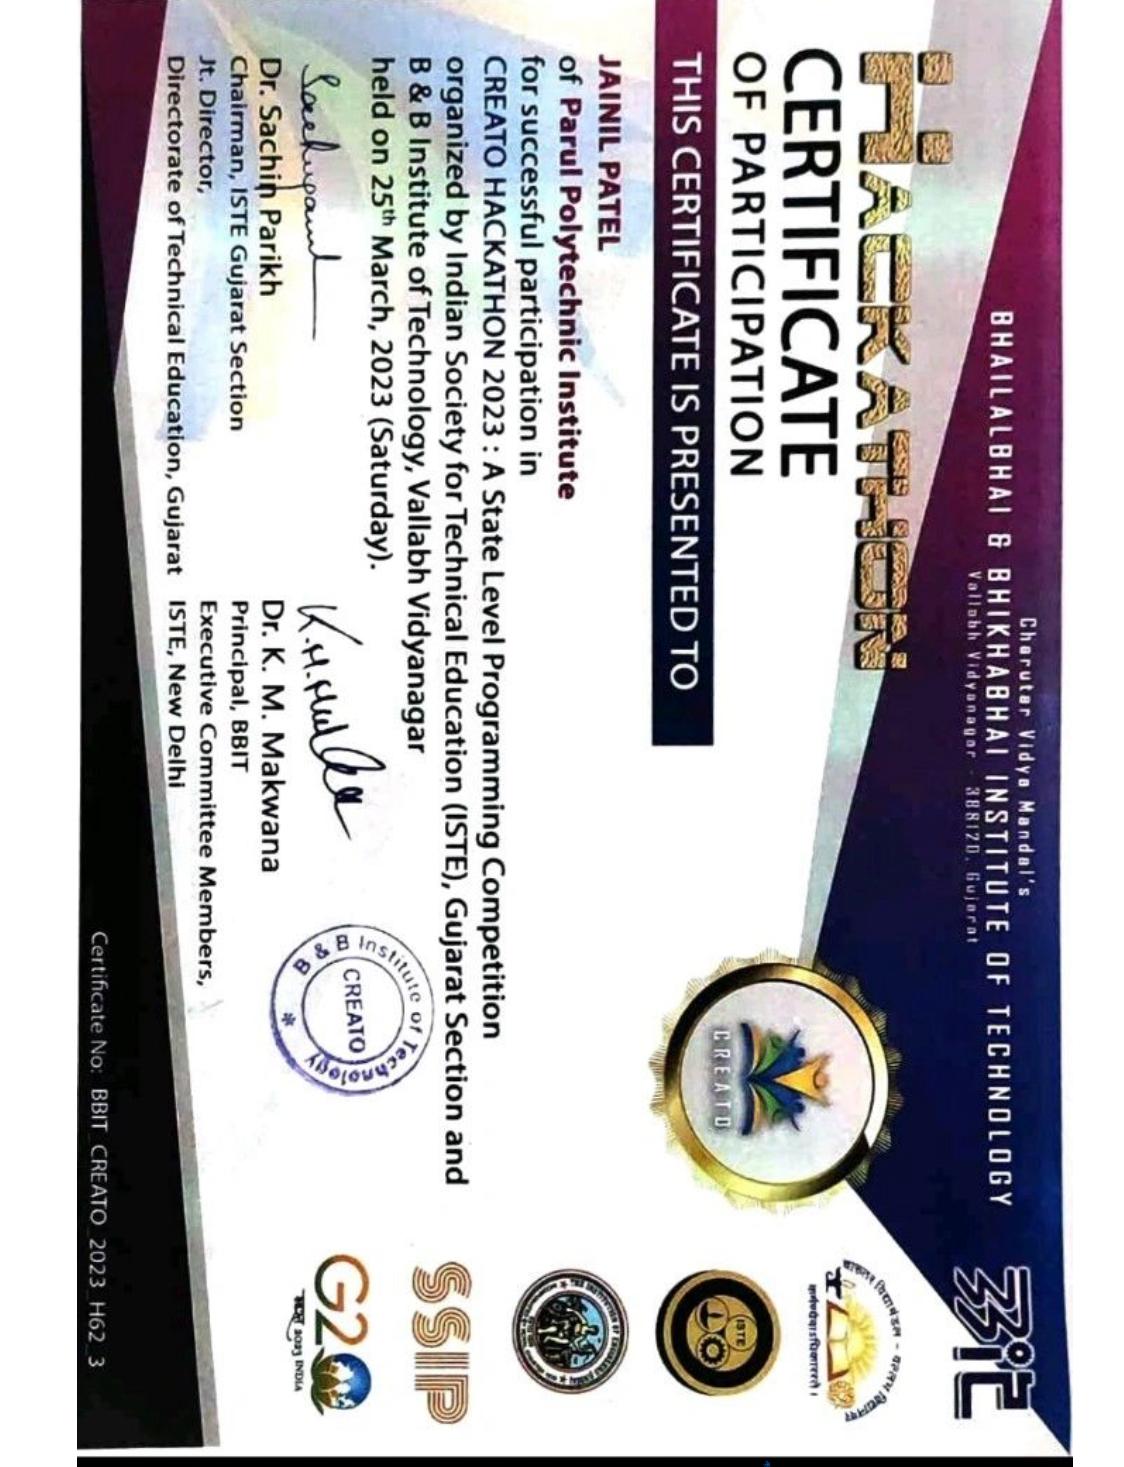 Charutar Vidya Mandal's
BHAILALBHAI & BHIKHABHAI INSTITUTE OF TECHNOLOGY
Vallabh Vidyanagar - 388120, Gujarat
HACKATHON
CERTIFICATE
OF PARTICIPATION
THIS CERTIFICATE IS PRESENTED TO
JAINIL PATEL
of Parul Polytechnic Institute
for successful participation in
CREATO HACKATHON 2023 : A State Level Programming Competition
organized by Indian Society for Technical Education (ISTE), Gujarat Section and
B & B Institute of Technology, Vallabh Vidyanagar
held on 25th March, 2023 (Saturday).
Dr. Sachin Parikh
Chairman, ISTE Gujarat Section
Jt. Director,
Directorate of Technical Education, Gujarat
Dr. K. M. Makwana
Principal, BBIT
Executive Committee Members,
ISTE, New Delhi
B & B Institute of Technology
CREATO
CREATO
ISTE
SSIP
G20
भारत 2023 INDIA
Certificate No: BBIT_CREATO_2023_H62_3